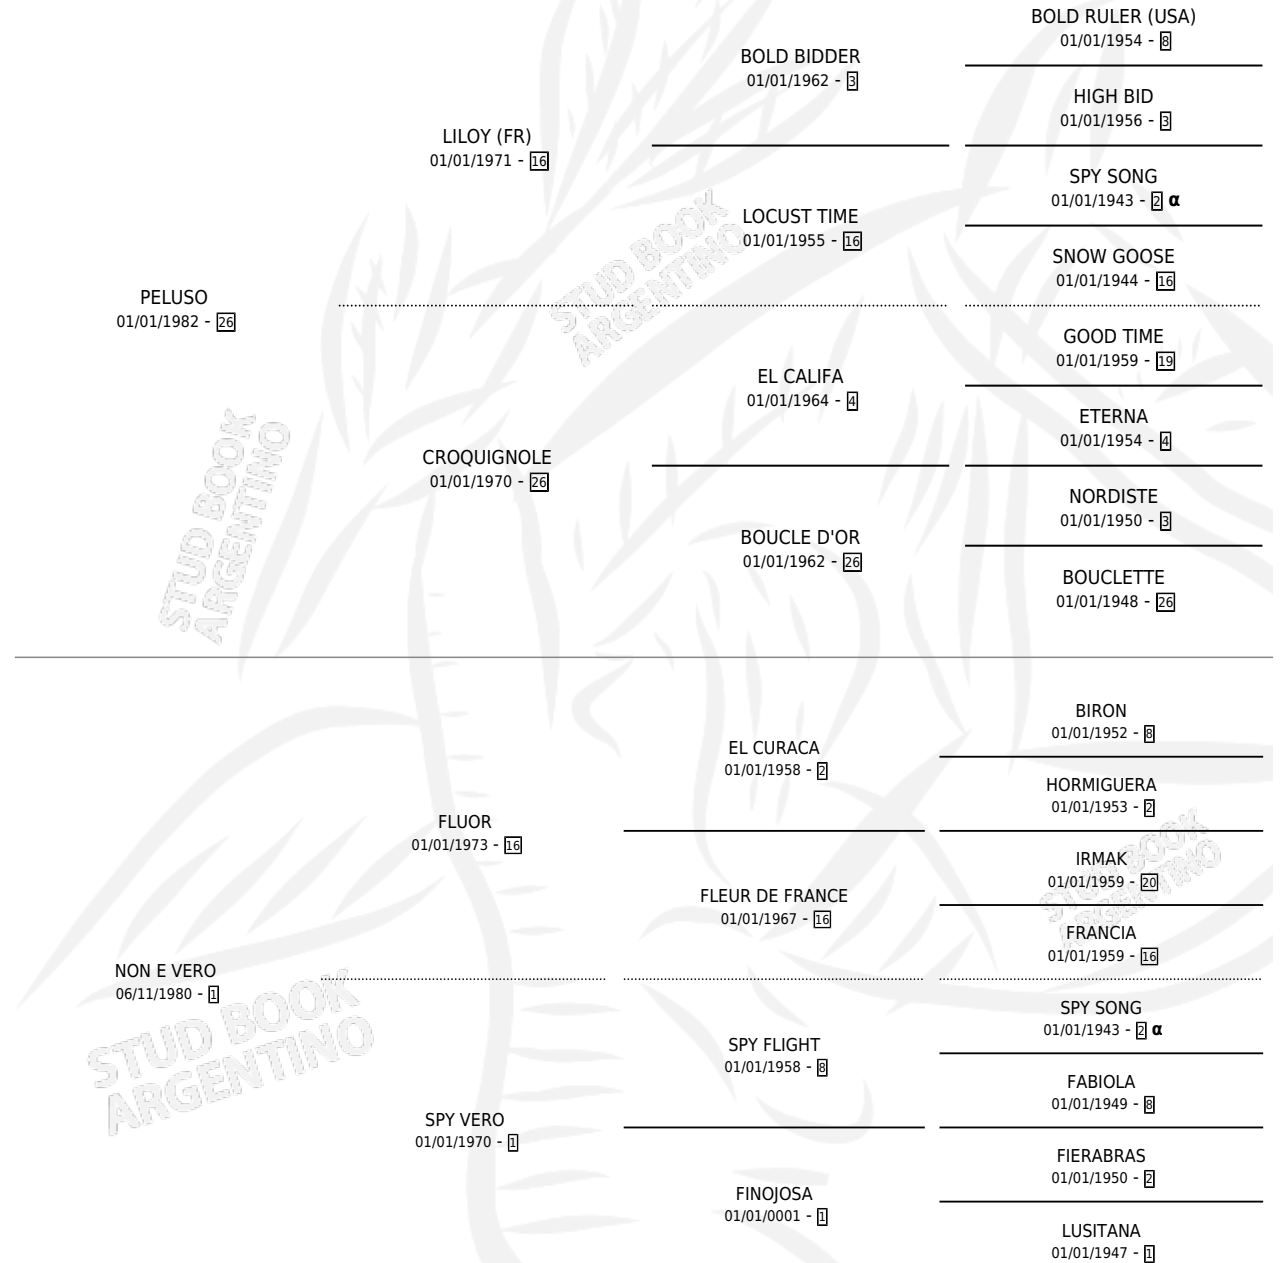 BOLD RULER (USA)
01/01/1954 - 8
BOLD BIDDER
01/01/1962 - 3
HIGH BID
01/01/1956 - 3
LILOY (FR)
01/01/1971 - 16
SPY SONG
01/01/1943 - 2 α
LOCUST TIME
01/01/1955 - 16
SNOW GOOSE
01/01/1944 - 16
PELUSO
01/01/1982 - 26
GOOD TIME
01/01/1959 - 19
EL CALIFA
01/01/1964 - 4
ETERNA
01/01/1954 - 4
CROQUIGNOLE
01/01/1970 - 26
NORDISTE
01/01/1950 - 3
BOUCLE D'OR
01/01/1962 - 26
BOUCLETTE
01/01/1948 - 26
BIRON
01/01/1952 - 8
EL CURACA
01/01/1958 - 2
HORMIGUERA
01/01/1953 - 2
FLUOR
01/01/1973 - 16
IRMAK
01/01/1959 - 20
FLEUR DE FRANCE
01/01/1967 - 16
FRANCIA
01/01/1959 - 16
NON E VERO
06/11/1980 - 1
SPY SONG
01/01/1943 - 2 α
SPY FLIGHT
01/01/1958 - 8
FABIOLA
01/01/1949 - 8
SPY VERO
01/01/1970 - 1
FIERABRAS
01/01/1950 - 2
FINOJOSA
01/01/0001 - 1
LUSITANA
01/01/1947 - 1
STUD BOOK
ARGENTINO
STUD BOOK
ARGENTINO
STUD BOOK
ARGENTINO
STUD BOOK
ARGENTINO